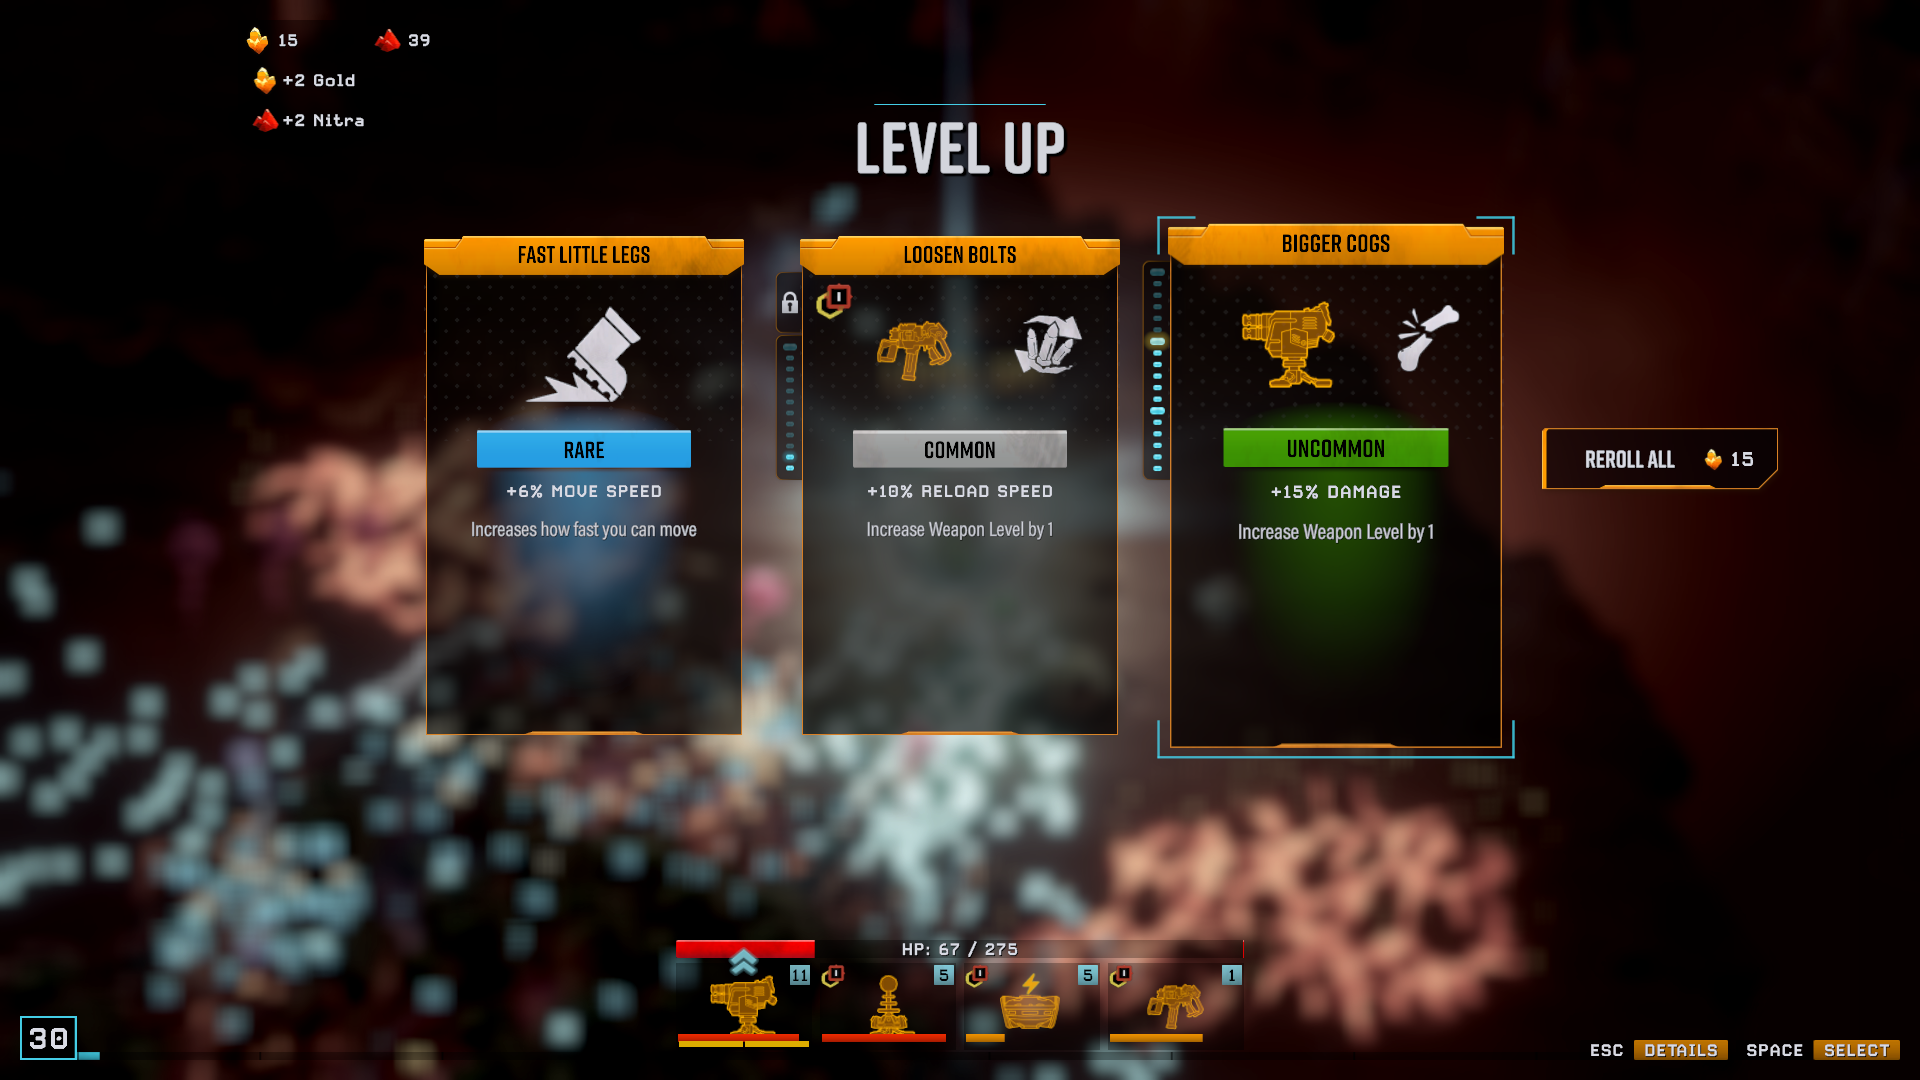 15 39
+2 Gold
+2 Nitra
LEVEL UP
FAST LITTLE LEGS
RARE
+6% MOVE SPEED
Increases how fast you can move
LOOSEN BOLTS
I
COMMON
+10% RELOAD SPEED
Increase Weapon Level by 1
BIGGER COGS
UNCOMMON
+15% DAMAGE
Increase Weapon Level by 1
REROLL ALL 15
HP: 67 / 275
11 I 5 I 5 I 1
30
ESC DETAILS SPACE SELECT